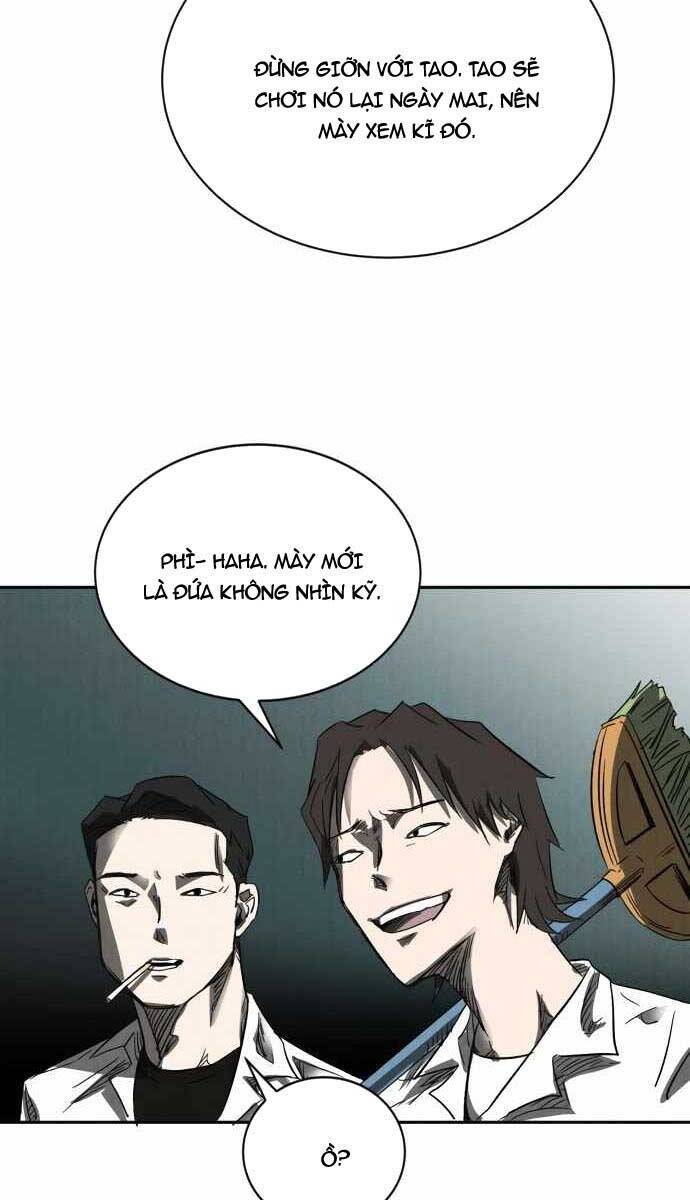 ĐỪNG GIỠN VỚI TAO. TAO SẼ
CHƠI NÓ LẠI NGÀY MAI, NÊN
MÀY XEM KĨ ĐÓ.
PHÌ- HAHA. MÀY MỚI
LÀ ĐỨA KHÔNG NHÌN KỸ.
Ồ?